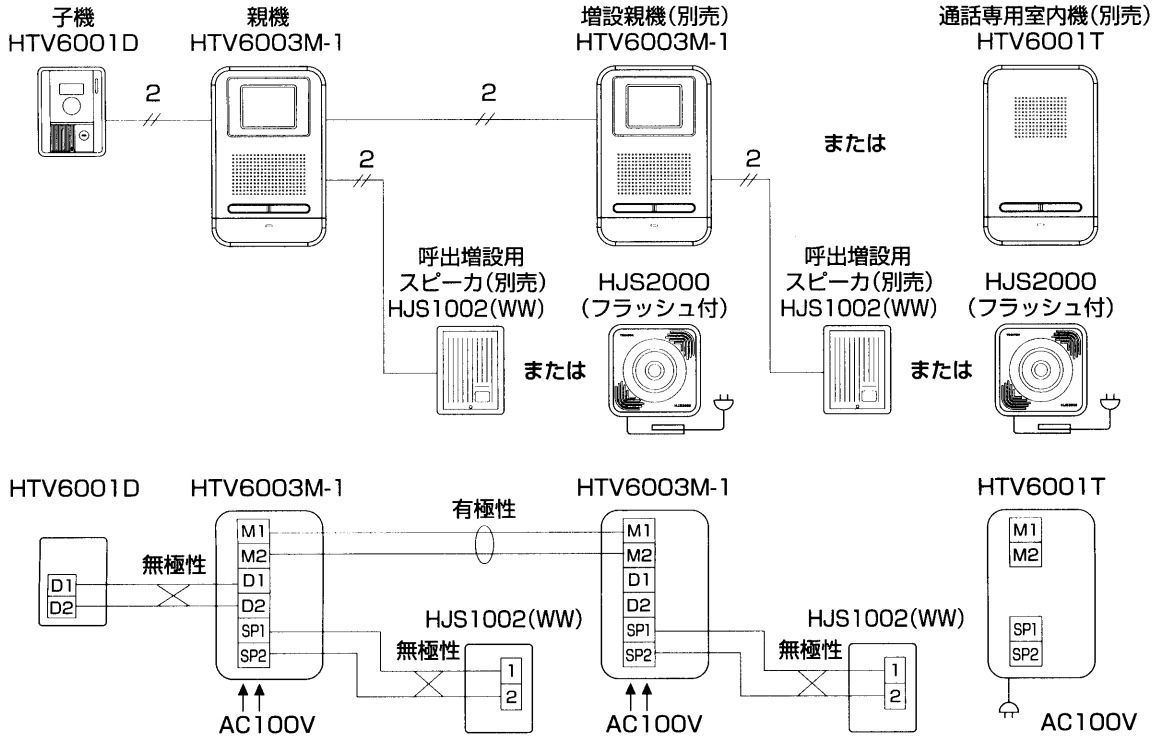 子機
HTV6001D
親機
HTV6003M-1
増設親機(別売)
HTV6003M-1
通話専用室内機(別売)
HTV6001T
2
2
2
2
または
呼出増設用
スピーカ(別売)
HJS1002(WW)
HJS2000
(フラッシュ付)
呼出増設用
スピーカ(別売)
HJS1002(WW)
HJS2000
(フラッシュ付)
または
HJS2000
または
HJS2000
HTV6001D
HTV6003M-1
HTV6003M-1
HTV6001T
有極性
無極性
D1
D2
M1
M2
D1
D2
SP1
SP2
M1
M2
D1
D2
SP1
SP2
M1
M2
SP1
SP2
HJS1002(WW)
無極性
1
2
HJS1002(WW)
無極性
1
2
AC100V
AC100V
AC100V